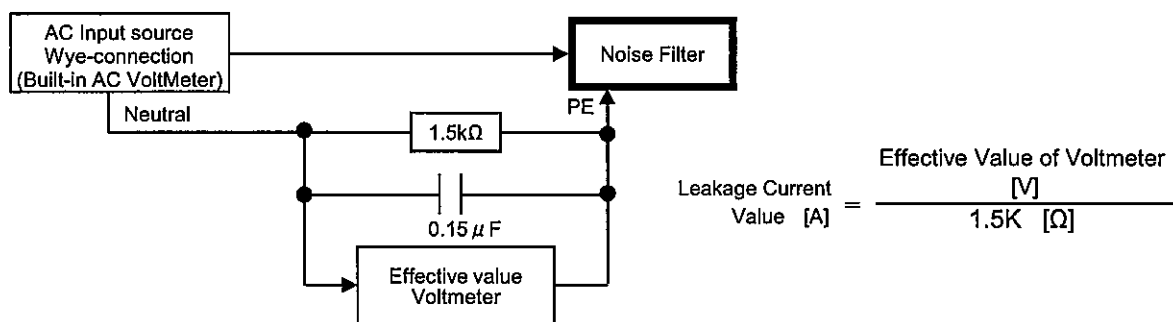 AC Input source
Wye-connection
(Built-in AC VoltMeter)
Noise Filter
Neutral
PE
1.5kΩ
0.15 μ F
Effective value
Voltmeter
Leakage Current
Value [A]
=
Effective Value of Voltmeter
[V]
1.5K [Ω]